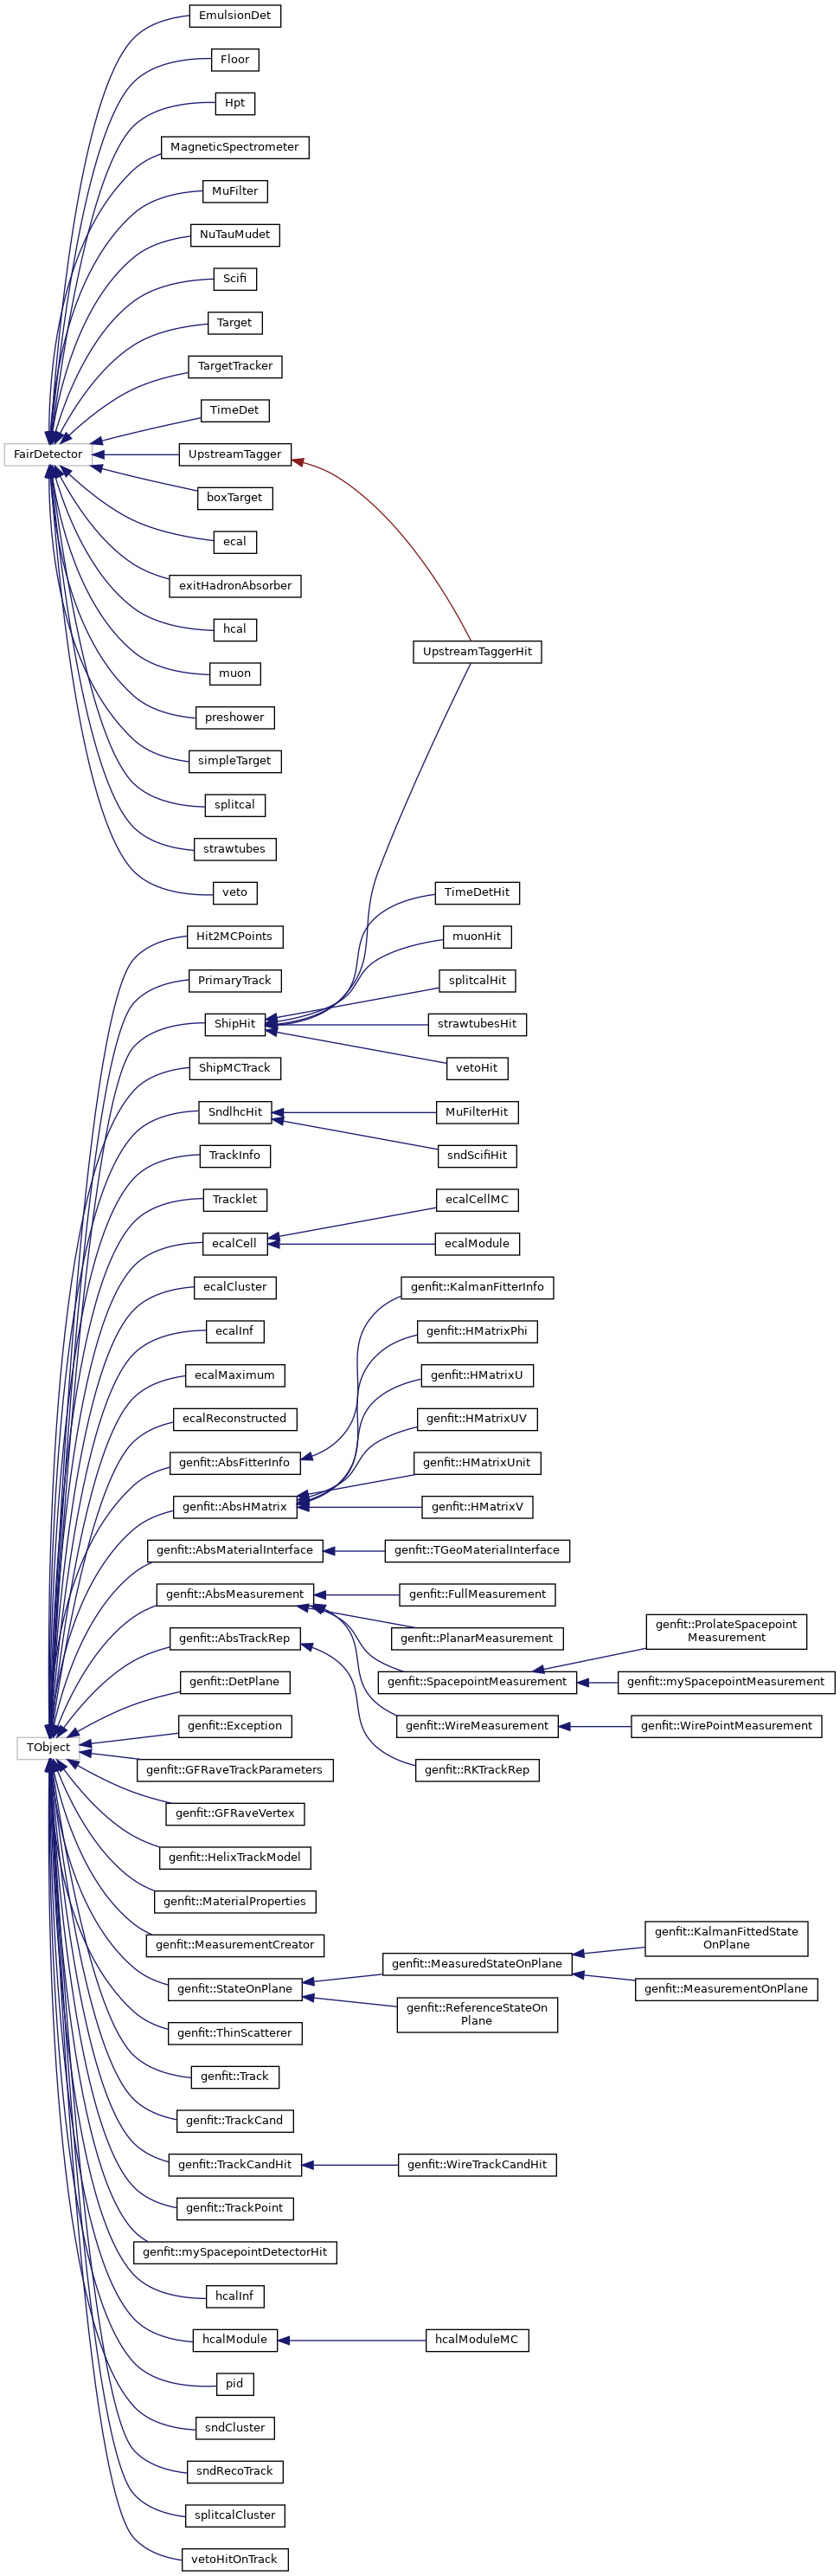 EmulsionDet
Floor
Hpt
MagneticSpectrometer
MuFilter
NuTauMudet
Scifi
Target
TargetTracker
TimeDet
FairDetector
UpstreamTagger
boxTarget
ecal
exitHadronAbsorber
hcal
UpstreamTaggerHit
muon
preshower
simpleTarget
splitcal
strawtubes
veto
TimeDetHit
Hit2MCPoints
muonHit
PrimaryTrack
splitcalHit
ShipHit
strawtubesHit
ShipMCTrack
vetoHit
SndlhcHit
MuFilterHit
TrackInfo
sndScifiHit
Tracklet
ecalCellMC
ecalCell
ecalModule
ecalCluster
genfit::KalmanFitterInfo
ecalInf
genfit::HMatrixPhi
ecalMaximum
genfit::HMatrixU
ecalReconstructed
genfit::HMatrixUV
genfit::AbsFitterInfo
genfit::HMatrixUnit
genfit::AbsHMatrix
genfit::HMatrixV
genfit::AbsMaterialInterface
genfit::TGeoMaterialInterface
genfit::AbsMeasurement
genfit::FullMeasurement
genfit::ProlateSpacepoint
Measurement
genfit::AbsTrackRep
genfit::PlanarMeasurement
genfit::DetPlane
genfit::SpacepointMeasurement
genfit::mySpacepointMeasurement
genfit::Exception
genfit::WireMeasurement
genfit::WirePointMeasurement
TObject
genfit::GFRaveTrackParameters
genfit::RKTrackRep
genfit::GFRaveVertex
genfit::HelixTrackModel
genfit::MaterialProperties
genfit::MeasurementCreator
genfit::KalmanFittedState
OnPlane
genfit::MeasuredStateOnPlane
genfit::StateOnPlane
genfit::MeasurementOnPlane
genfit::ReferenceStateOn
Plane
genfit::ThinScatterer
genfit::Track
genfit::TrackCand
genfit::TrackCandHit
genfit::WireTrackCandHit
genfit::TrackPoint
genfit::mySpacepointDetectorHit
hcalInf
hcalModule
hcalModuleMC
pid
sndCluster
sndRecoTrack
splitcalCluster
vetoHitOnTrack